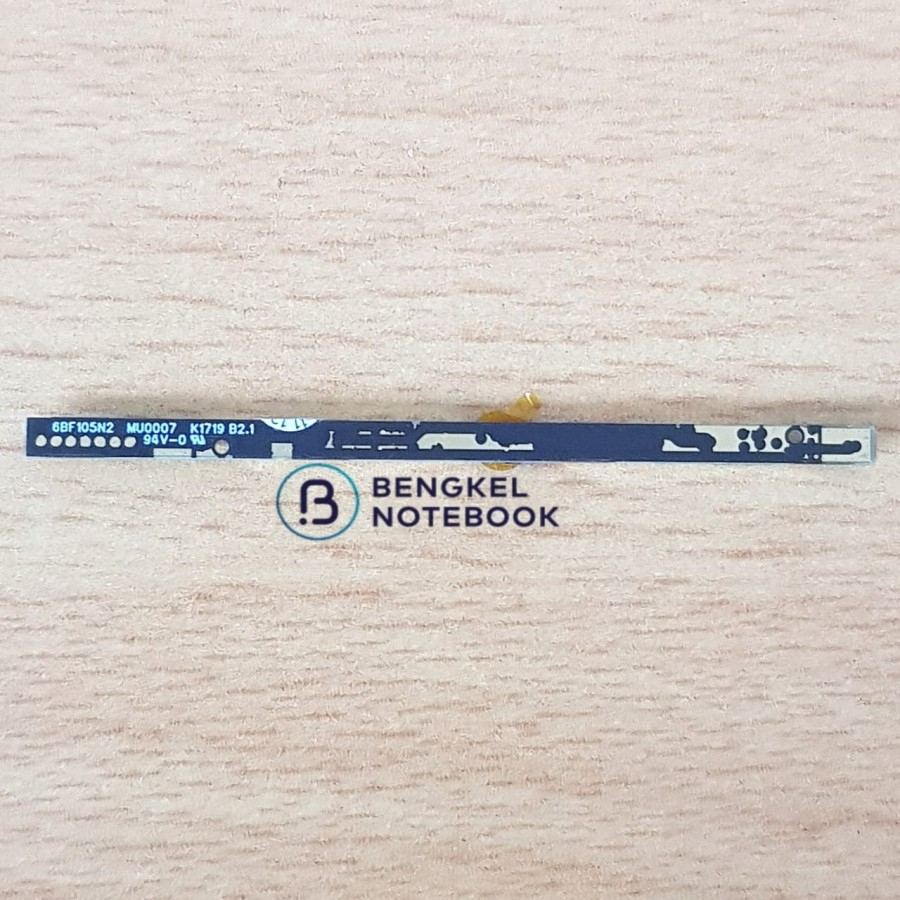 6BF105N2 MU0007 K1719 B2.1
94V-0
BENGKEL
NOTEBOOK